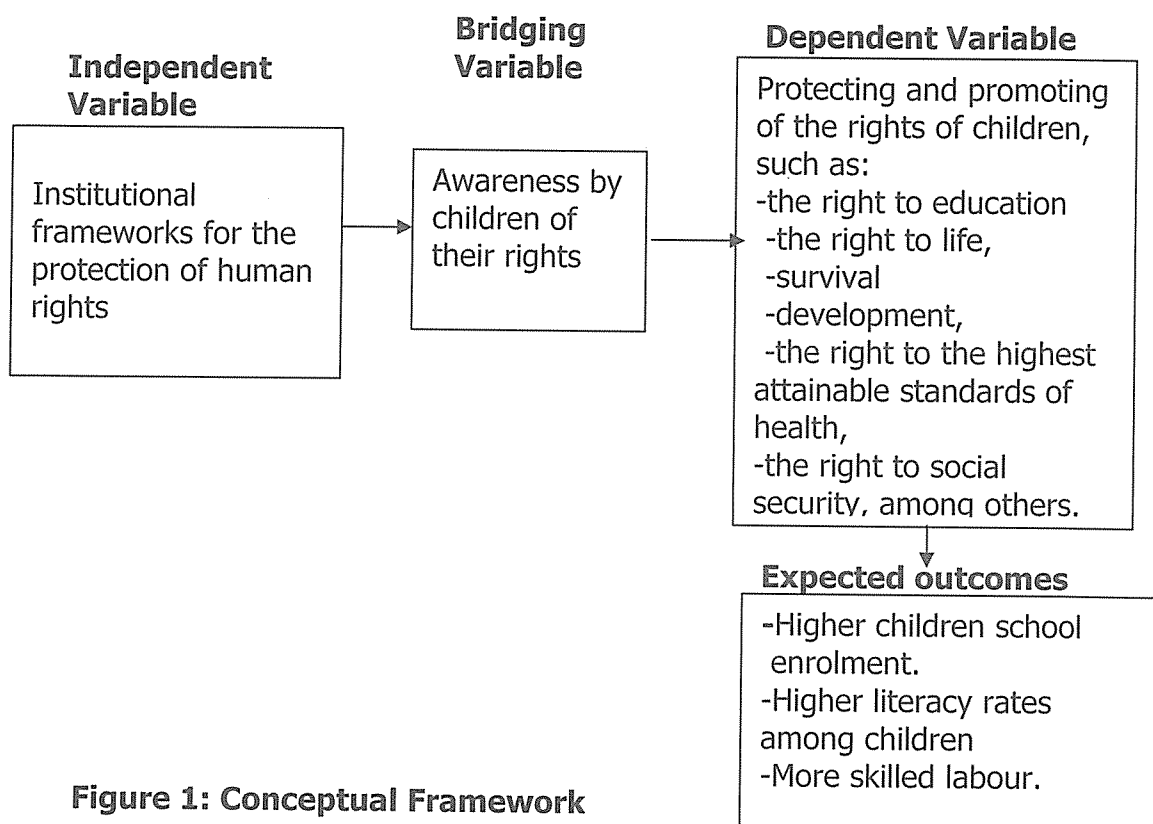 Independent
Variable
Institutional
frameworks for the
protection of human
rights
Bridging
Variable
Awareness by
children of
their rights
Dependent Variable
Protecting and promoting
of the rights of children,
such as:
-the right to education
-the right to life,
-survival
-development,
-the right to the highest
attainable standards of
health,
-the right to social
security, among others.
Expected outcomes
-Higher children school
enrolment.
-Higher literacy rates
among children
-More skilled labour.
Figure 1: Conceptual Framework